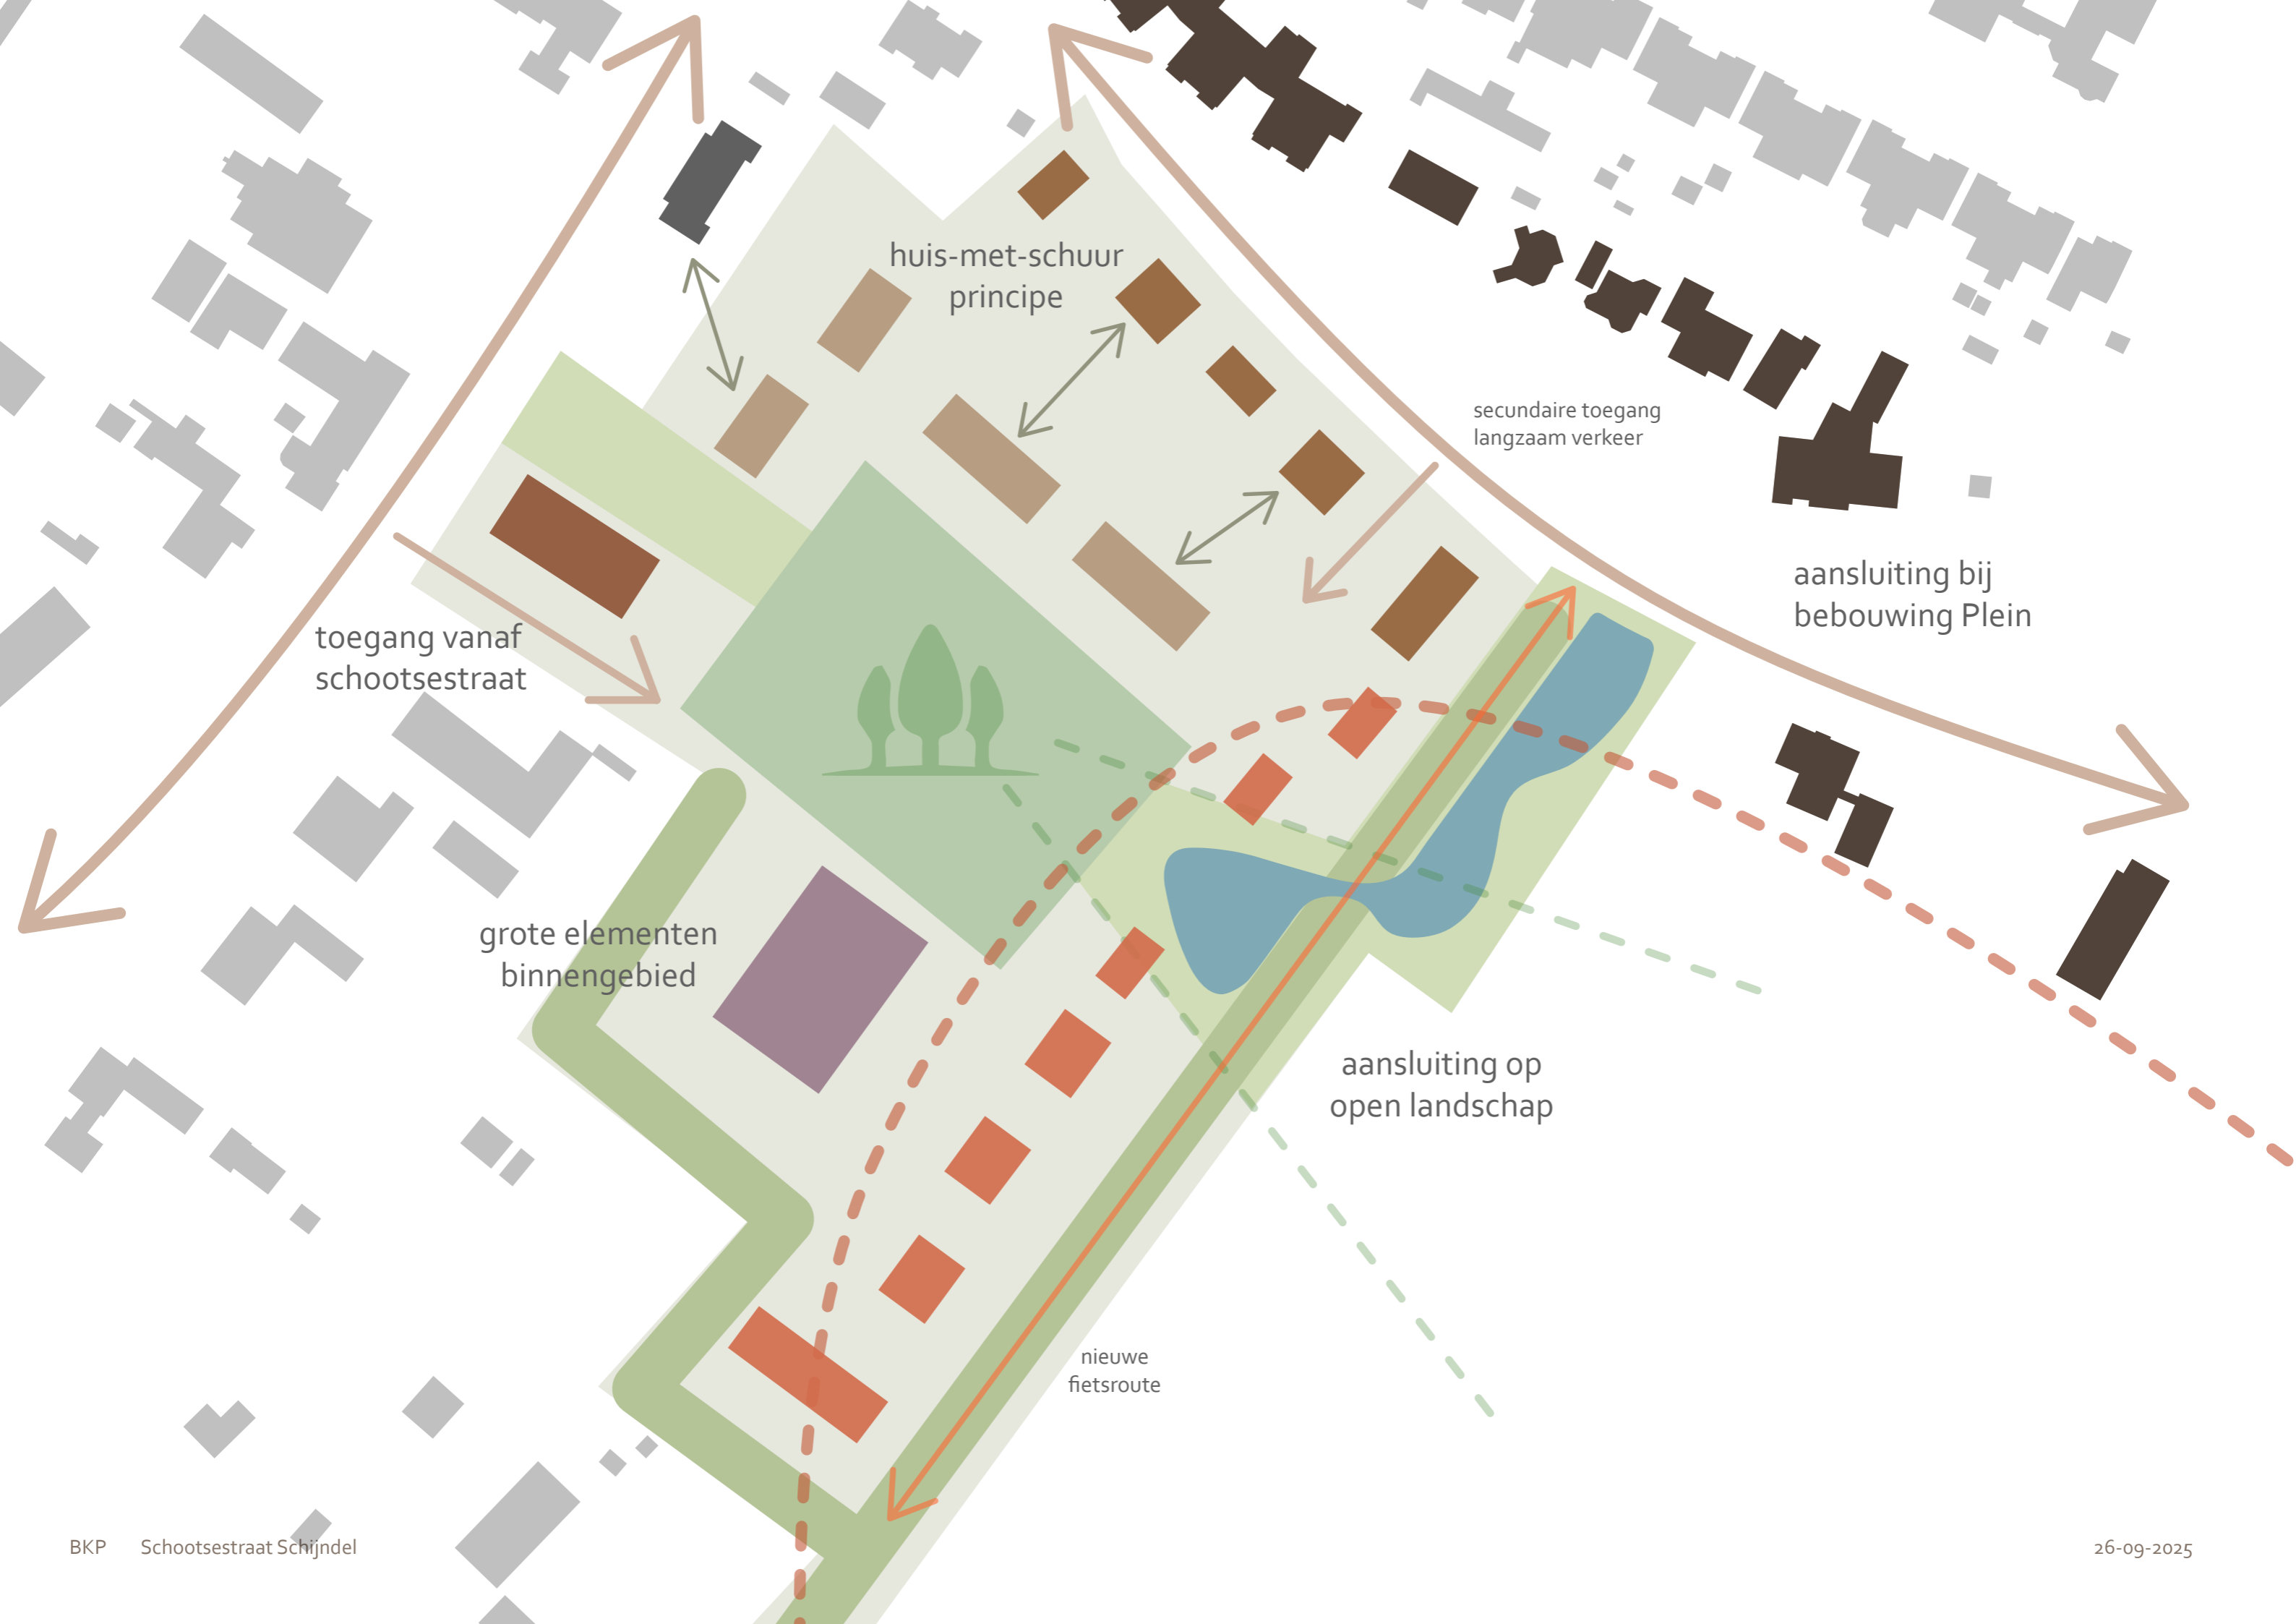 huis-met-schuur
principe
secundaire toegang
langzaam verkeer
aansluiting bij
bebouwing Plein
toegang vanaf
schootsestraat
grote elementen
binnengebied
aansluiting op
open landschap
nieuwe
fietsroute
BKP Schootsestraat Schijndel
26-09-2025